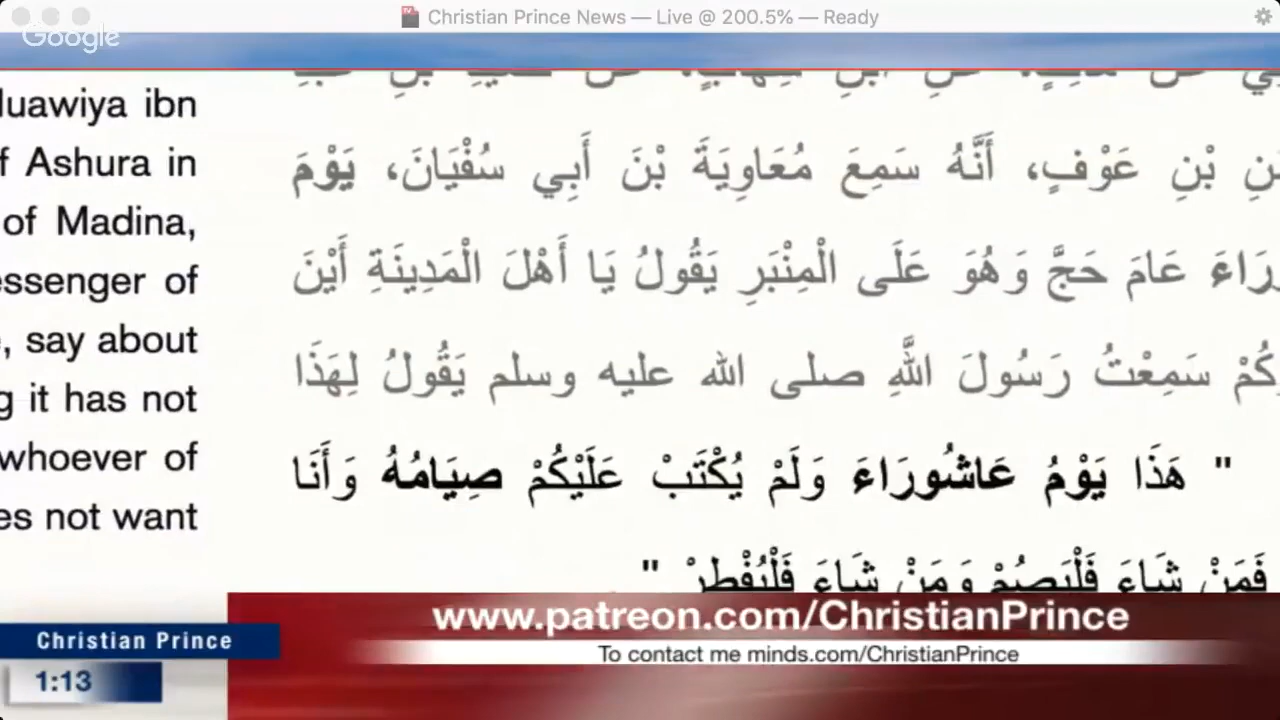 Christian Prince News — Live @ 200.5% — Ready
Google
uawiya ibn
f Ashura in
of Madina,
essenger of
, say about
g it has not
whoever of
es not want
نِ بْنِ عَوْفٍ، أَنَّهُ سَمِعَ مُعَاوِيَةَ بْنَ أَبِي سُفْيَانَ، يَوْمَ
رَاءَ عَامَ حَجَّ وَهُوَ عَلَى الْمِنْبَرِ يَقُولُ يَا أَهْلَ الْمَدِينَةِ أَيْنَ
كُمْ سَمِعْتُ رَسُولَ اللَّهِ صلى الله عليه وسلم يَقُولُ لِهَذَا
" هَذَا يَوْمُ عَاشُورَاءَ وَلَمْ يُكْتَبْ عَلَيْكُمْ صِيَامُهُ وَأَنَا
فَمَنْ شَاءَ فَلْيَصُمْ وَمَنْ شَاءَ فَلْيُفْطِرْ "
www.patreon.com/ChristianPrince
To contact me minds.com/ChristianPrince
Christian Prince
1:13